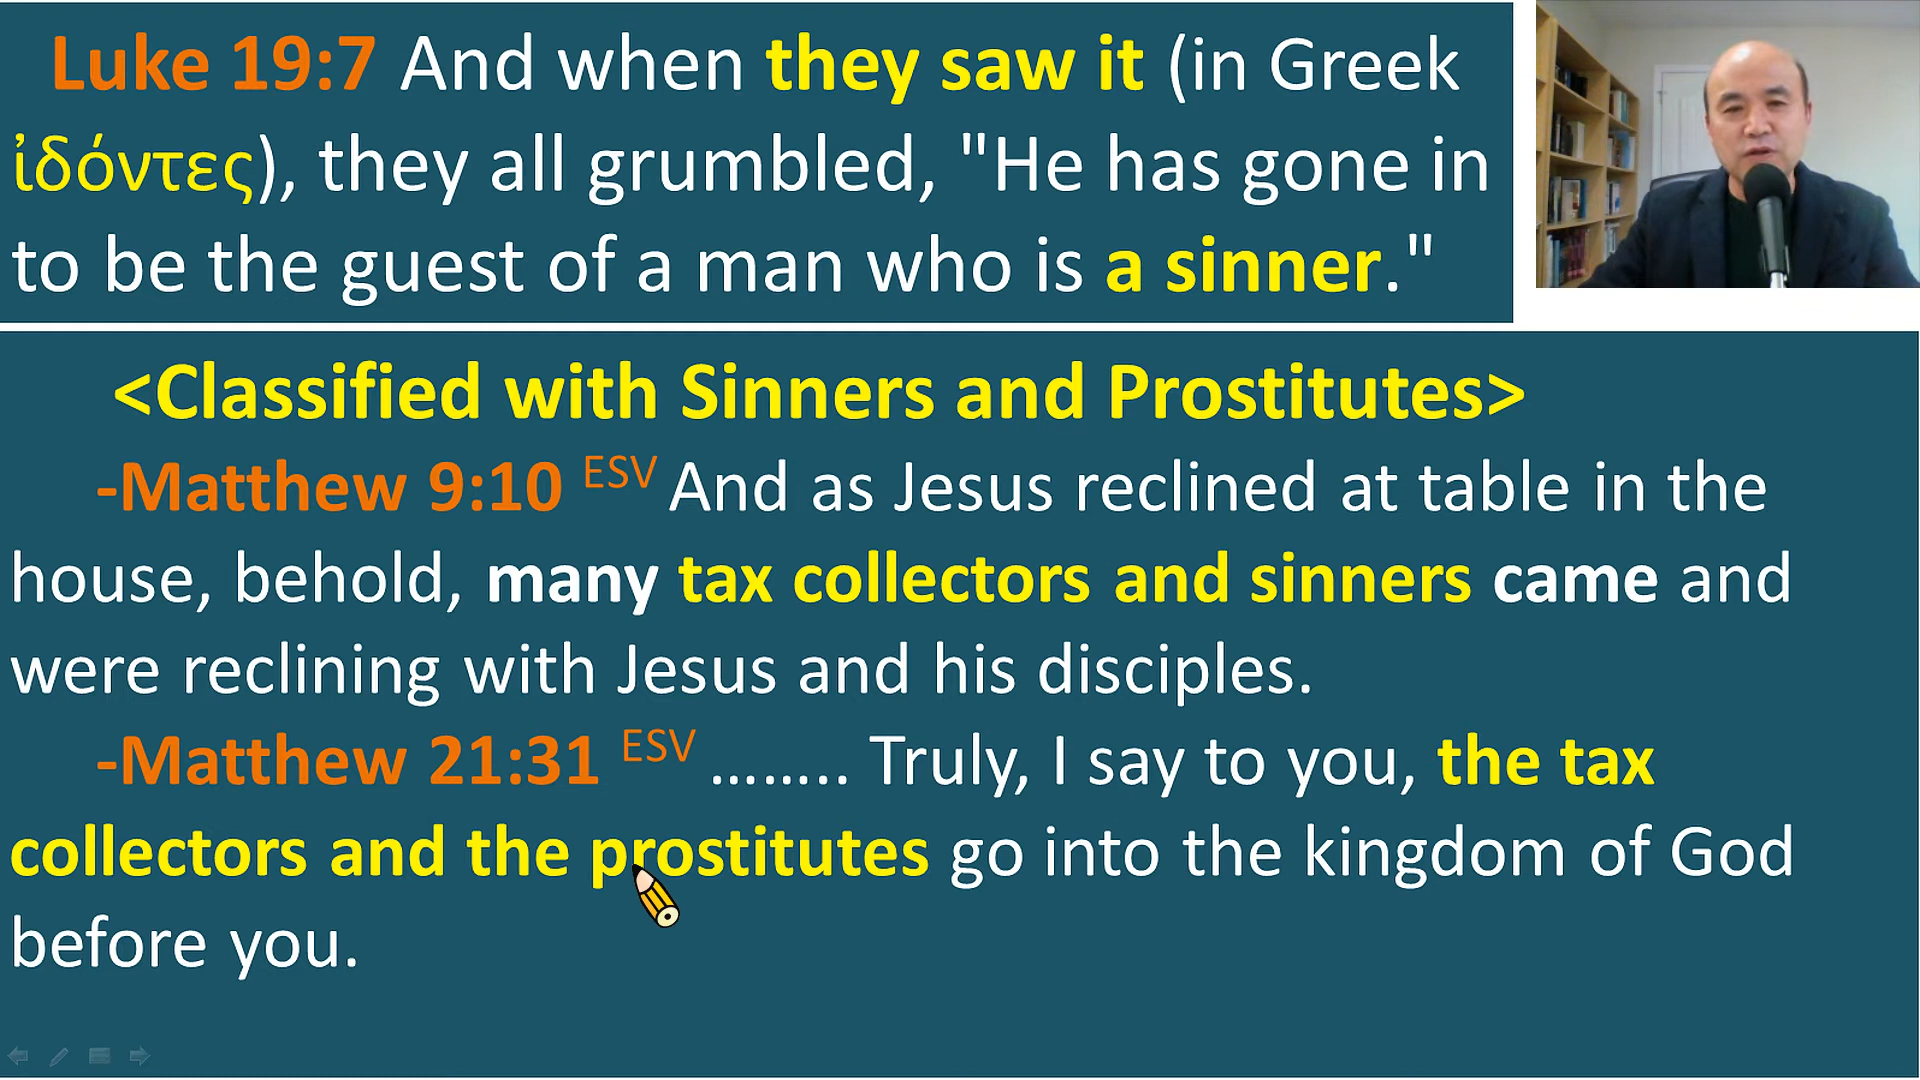 Luke 19:7 And when they saw it (in Greek
ἰδόντες), they all grumbled, "He has gone in
to be the guest of a man who is a sinner."
<Classified with Sinners and Prostitutes>
-Matthew 9:10 ESV And as Jesus reclined at table in the
house, behold, many tax collectors and sinners came and
were reclining with Jesus and his disciples.
-Matthew 21:31 ESV …….. Truly, I say to you, the tax
collectors and the prostitutes go into the kingdom of God
before you.